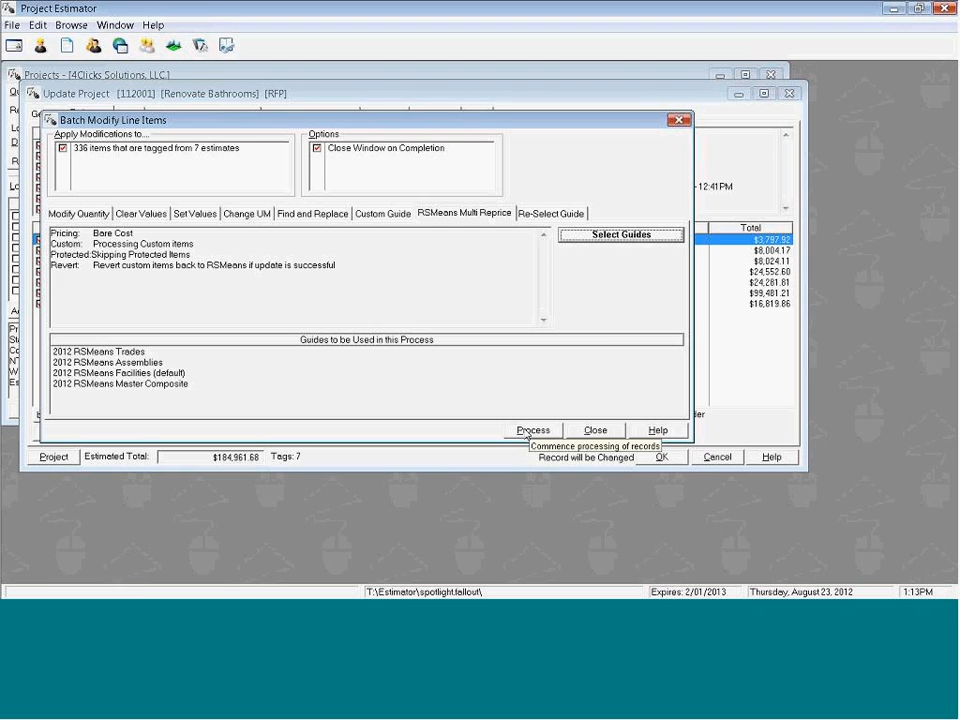 Project Estimator
File Edit Browse Window Help
Projects - [4Clicks Solutions, LLC.]
Update Project [112001] [Renovate Bathrooms] [RFP]
Batch Modify Line Items
Apply Modifications to...
Options
336 items that are tagged from 7 estimates
Close Window on Completion
- 12:41PM
Modify Quantity Clear Values Set Values Change UM Find and Replace Custom Guide RSMeans Multi Reprice Re-Select Guide
Pricing: Bare Cost
Custom: Processing Custom items
Protected:Skipping Protected Items
Revert: Revert custom items back to RSMeans if update is successful
Select Guides
Total
$3,797.92
$8,004.17
$8,024.11
$24,552.60
$24,281.81
$99,481.21
$16,819.86
Guides to be Used in this Process
2012 RSMeans Trades
2012 RSMeans Assemblies
2012 RSMeans Facilities (default)
2012 RSMeans Master Composite
Process Close Help
Commence processing of records
Project Estimated Total: $184,961.68 Tags: 7 Record will be Changed OK Cancel Help
T:\Estimator\spotlight.fallout\ Expires: 2/01/2013 Thursday, August 23, 2012 1:13PM